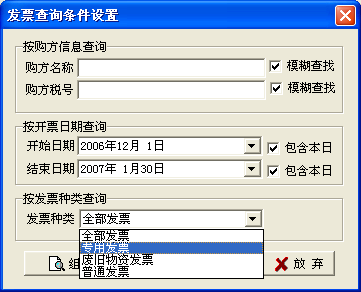 发票查询条件设置
按购方信息查询
购方名称 模糊查找
购方税号 模糊查找
按开票日期查询
开始日期 2006年12月 1日 包含本日
结束日期 2007年 1月30日 包含本日
按发票种类查询
发票种类 全部发票
全部发票
专用发票
废旧物资发票
普通发票
组 放 弃